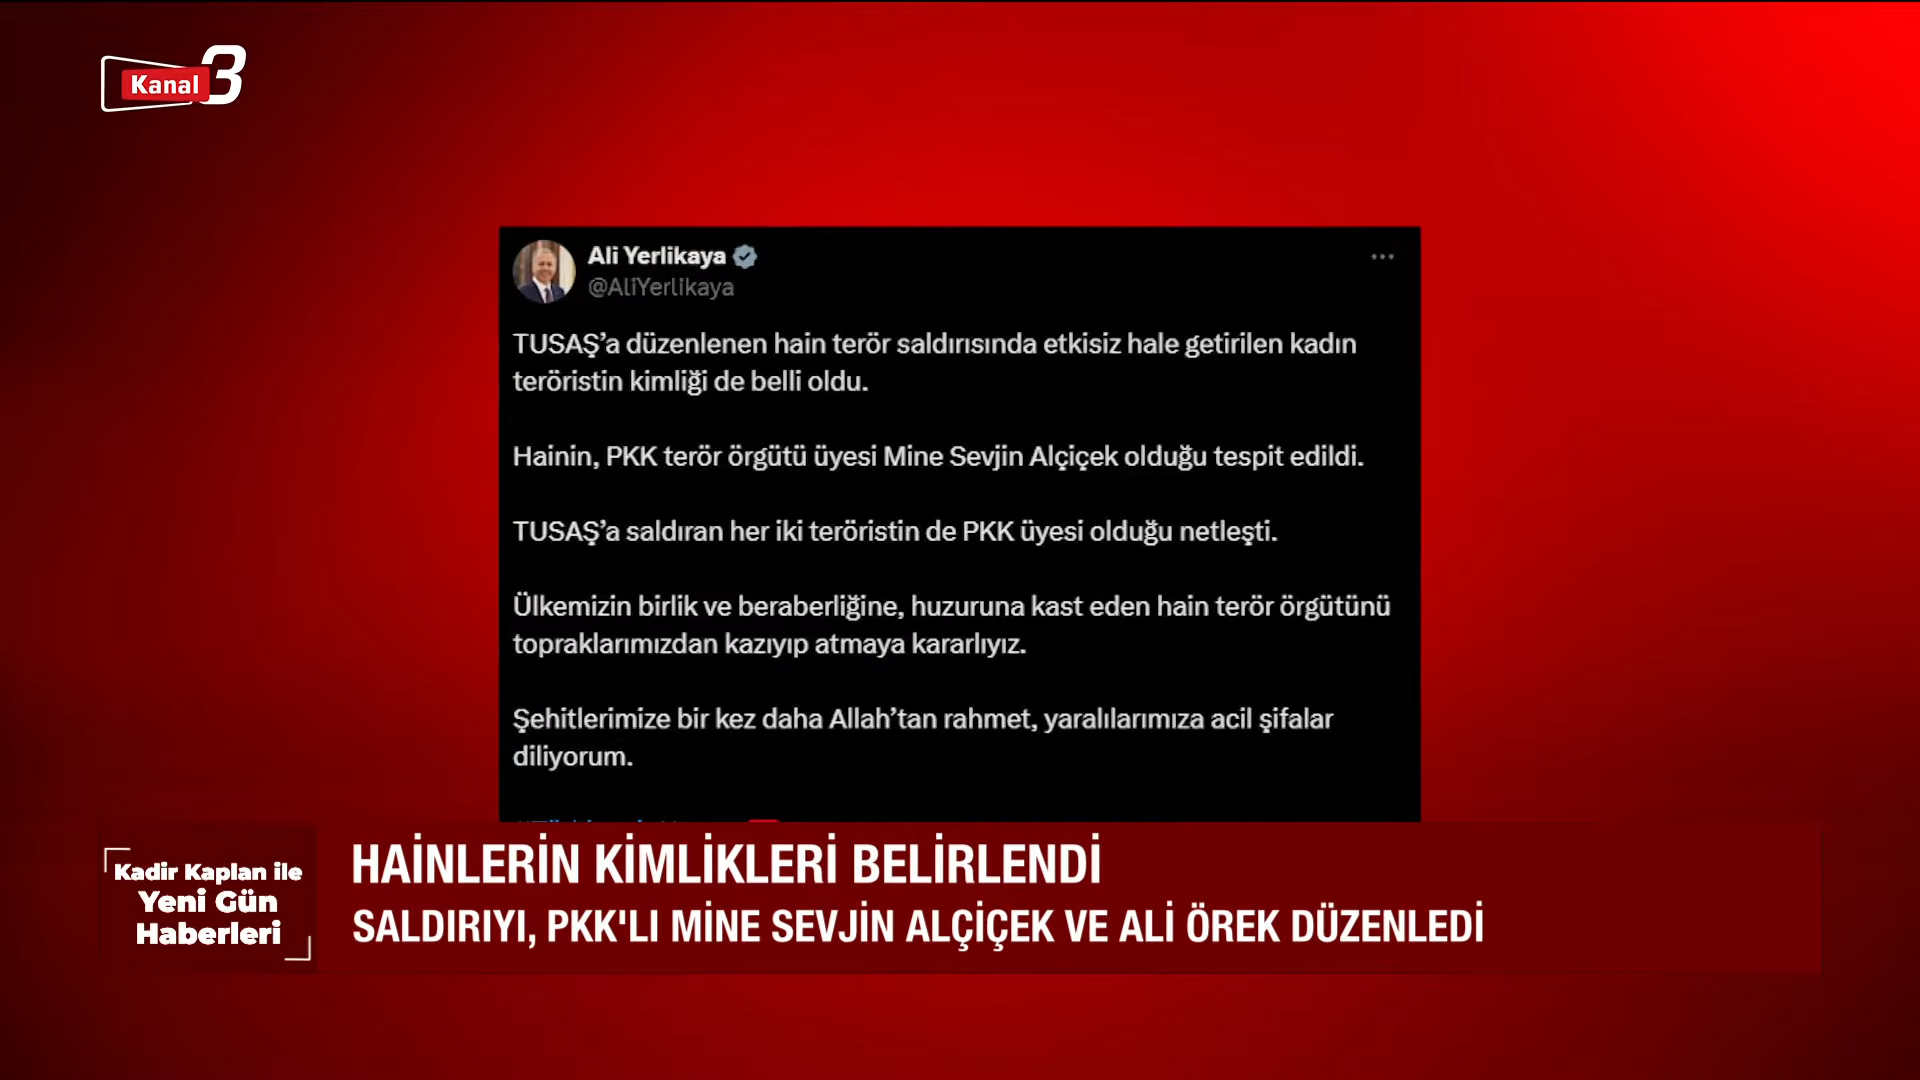 Kanal 3
Ali Yerlikaya
@AliYerlikaya
TUSAŞ’a düzenlenen hain terör saldırısında etkisiz hale getirilen kadın
teröristin kimliği de belli oldu.
Hainin, PKK terör örgütü üyesi Mine Sevjin Alçiçek olduğu tespit edildi.
TUSAŞ’a saldıran her iki teröristin de PKK üyesi olduğu netleşti.
Ülkemizin birlik ve beraberliğine, huzuruna kast eden hain terör örgütünü
topraklarımızdan kazıyıp atmaya kararlıyız.
Şehitlerimize bir kez daha Allah’tan rahmet, yaralılarımıza acil şifalar
diliyorum.
Kadir Kaplan ile
Yeni Gün
Haberleri
HAİNLERİN KİMLİKLERİ BELİRLENDİ
SALDIRIYI, PKK'LI MİNE SEVJİN ALÇİÇEK VE ALİ ÖREK DÜZENLEDİ